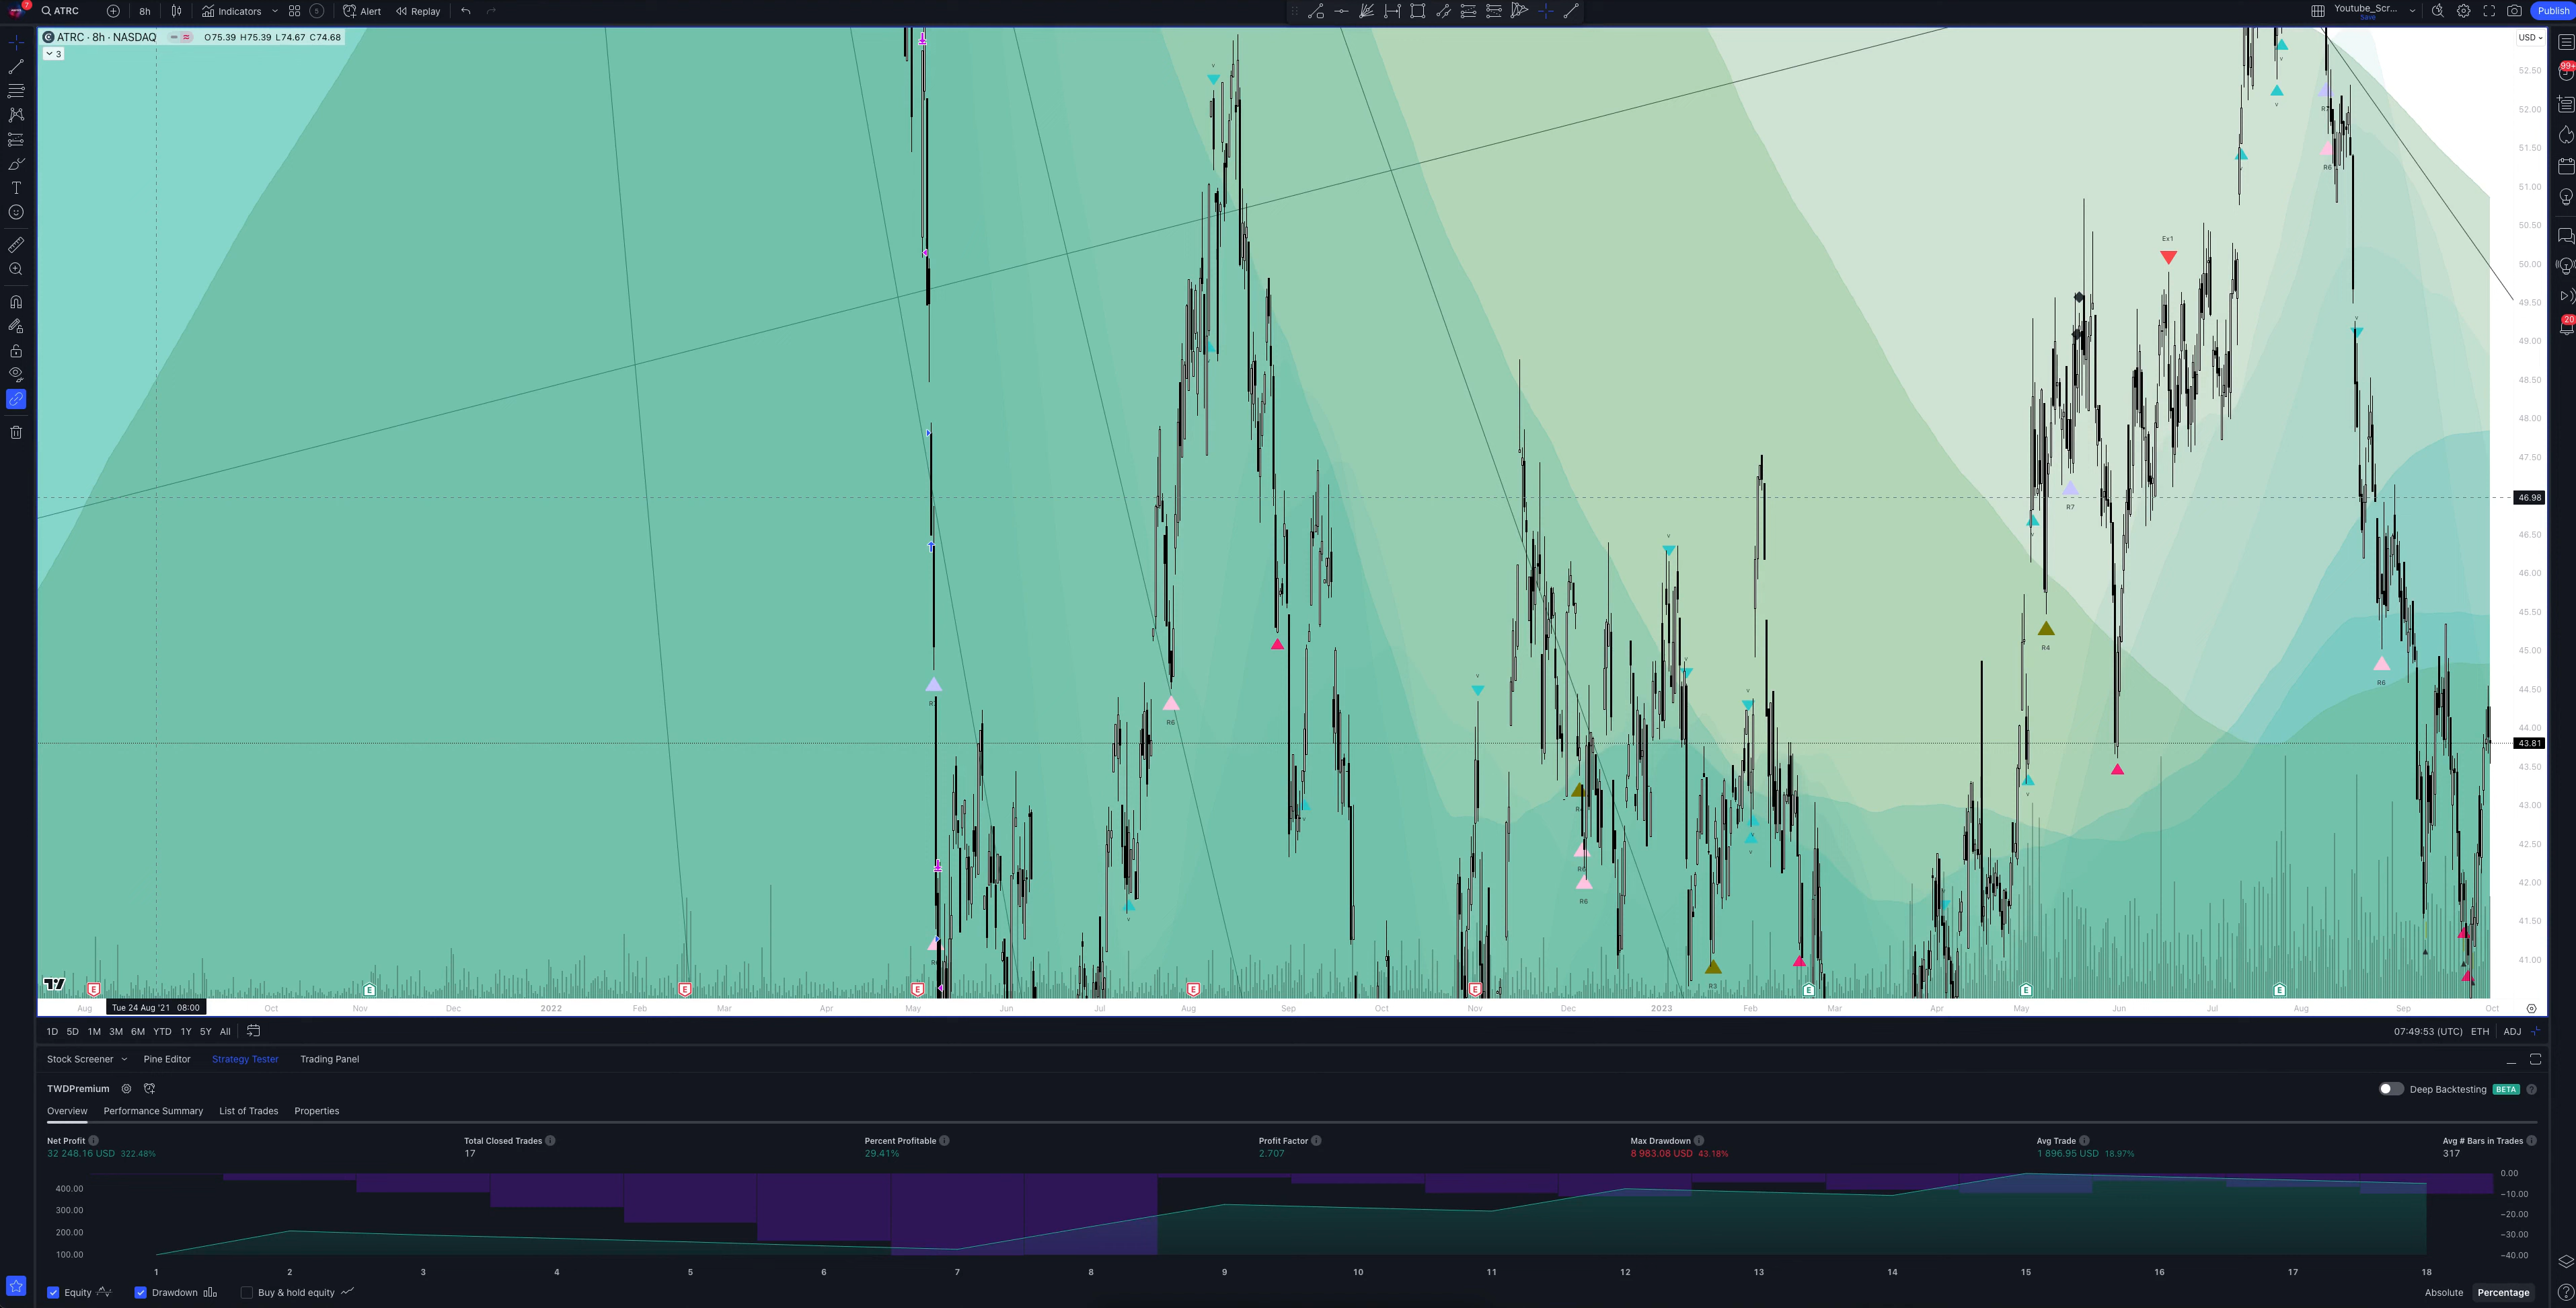 7
ATRC 8h Indicators 5 Alert Replay Youtube_Scr... Save Publish
ATRC · 8h · NASDAQ O75.39 H75.39 L74.67 C74.68 USD
3
99+
20
52.50
52.00
51.50
51.00
50.50
50.00
49.50
49.00
48.50
48.00
47.50
46.98
46.50
46.00
45.50
45.00
44.50
44.00
43.81
43.50
43.00
42.50
42.00
41.50
41.00
Ex1
R6
R7
R4
R6
R6
R6
R3
E E E E E E E E E
Aug Tue 24 Aug '21 08:00 Oct Nov Dec 2022 Feb Mar Apr May Jun Jul Aug Sep Oct Nov Dec 2023 Feb Mar Apr May Jun Jul Aug Sep Oct
1D 5D 1M 3M 6M YTD 1Y 5Y All 07:49:53 (UTC) ETH ADJ
Stock Screener Pine Editor Strategy Tester Trading Panel
TWDPremium Deep Backtesting BETA
Overview Performance Summary List of Trades Properties
Net Profit Total Closed Trades Percent Profitable Profit Factor Max Drawdown Avg Trade Avg # Bars in Trades
32 248.16 USD 322.48% 17 29.41% 2.707 8 983.08 USD 43.18% 1 896.95 USD 18.97% 317
400.00
300.00
200.00
100.00
0.00
−10.00
−20.00
−30.00
−40.00
1 2 3 4 5 6 7 8 9 10 11 12 13 14 15 16 17 18
Equity Drawdown Buy & hold equity Absolute Percentage